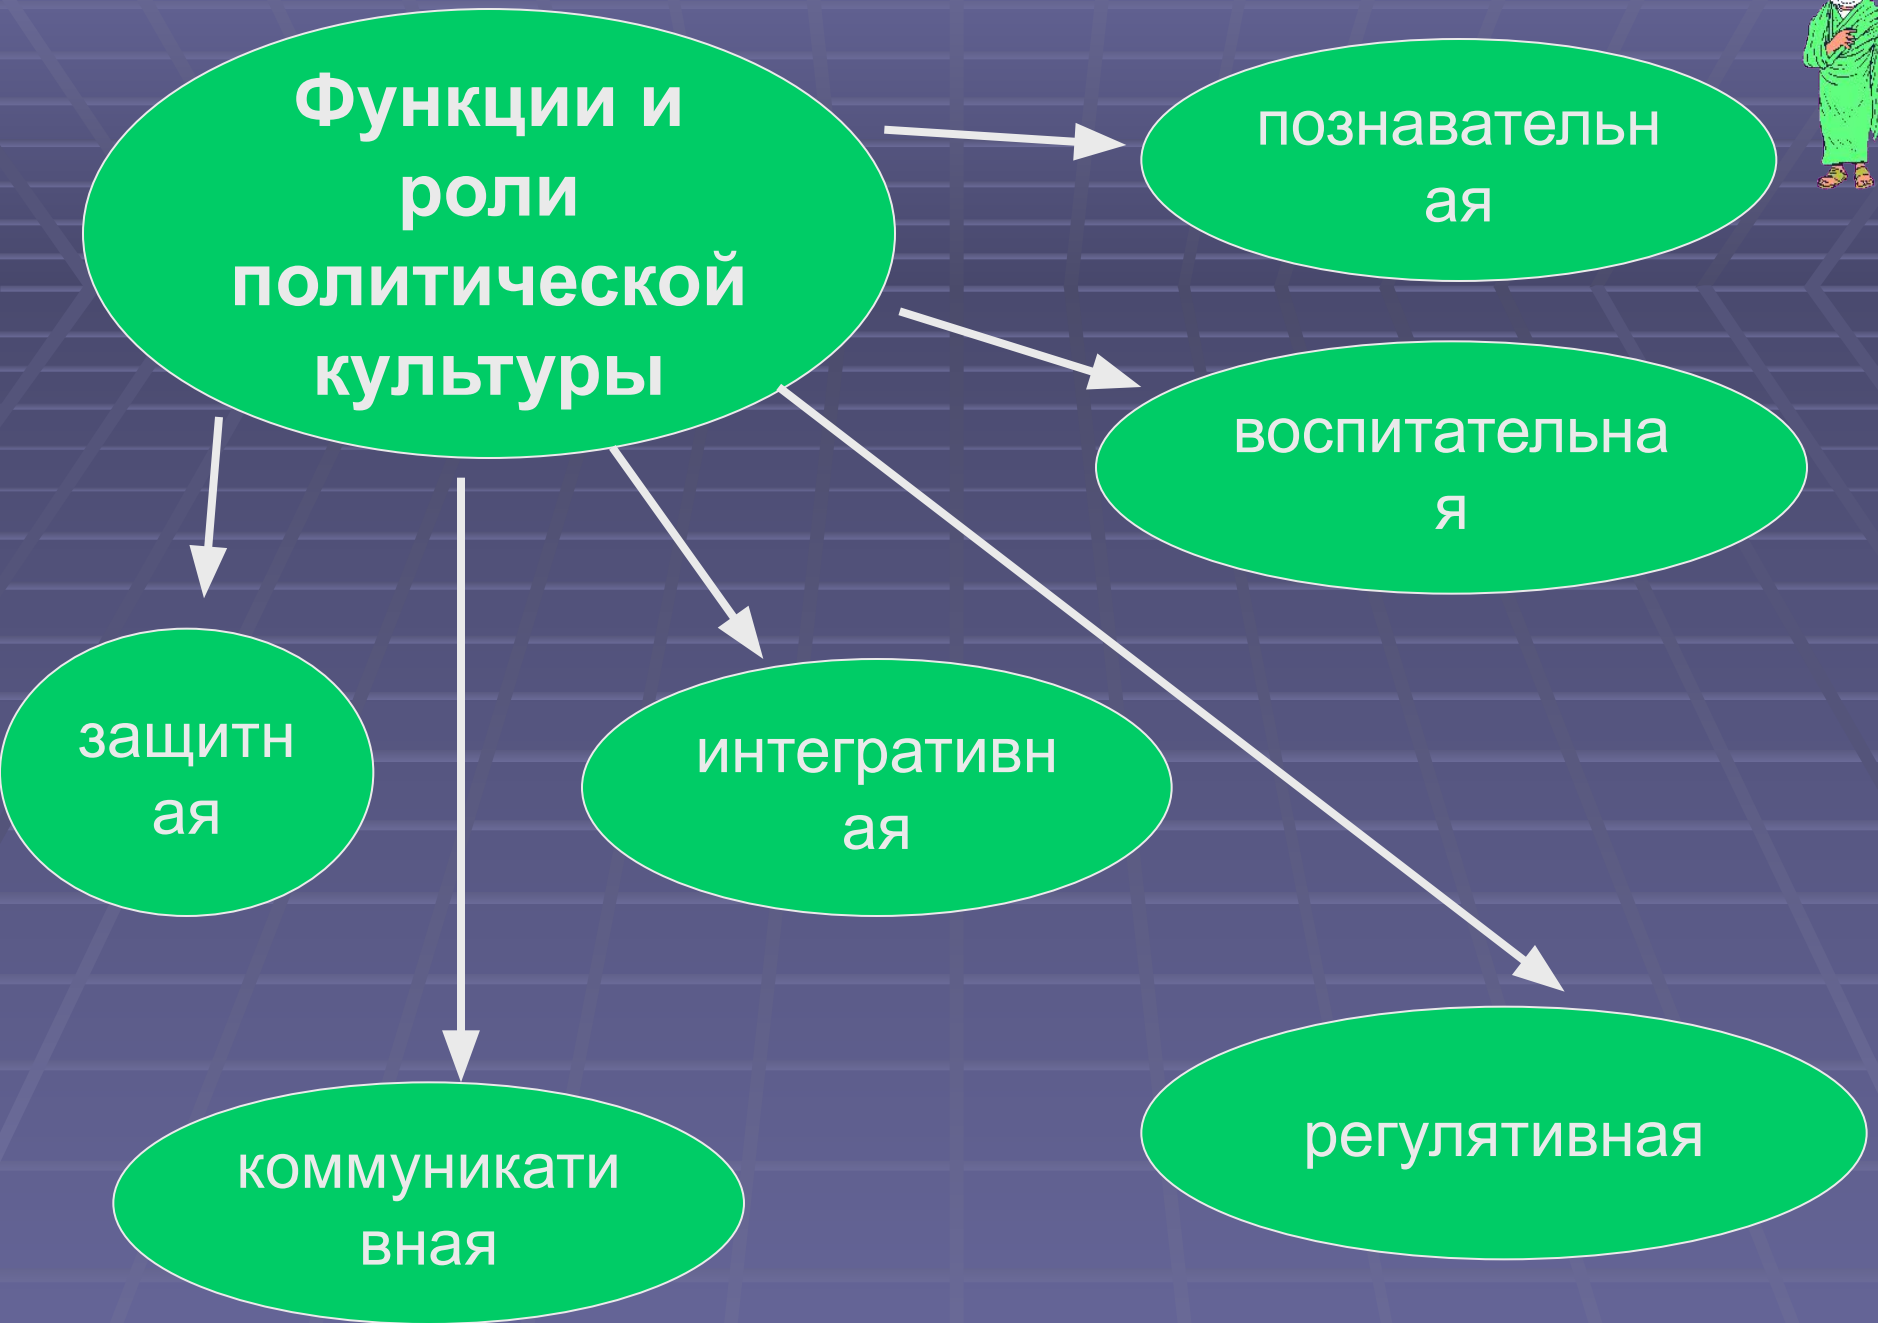 Функции и
роли
политической
культуры
познавательн
ая
воспитательна
я
защитн
ая
интегративн
ая
коммуникати
вная
регулятивная